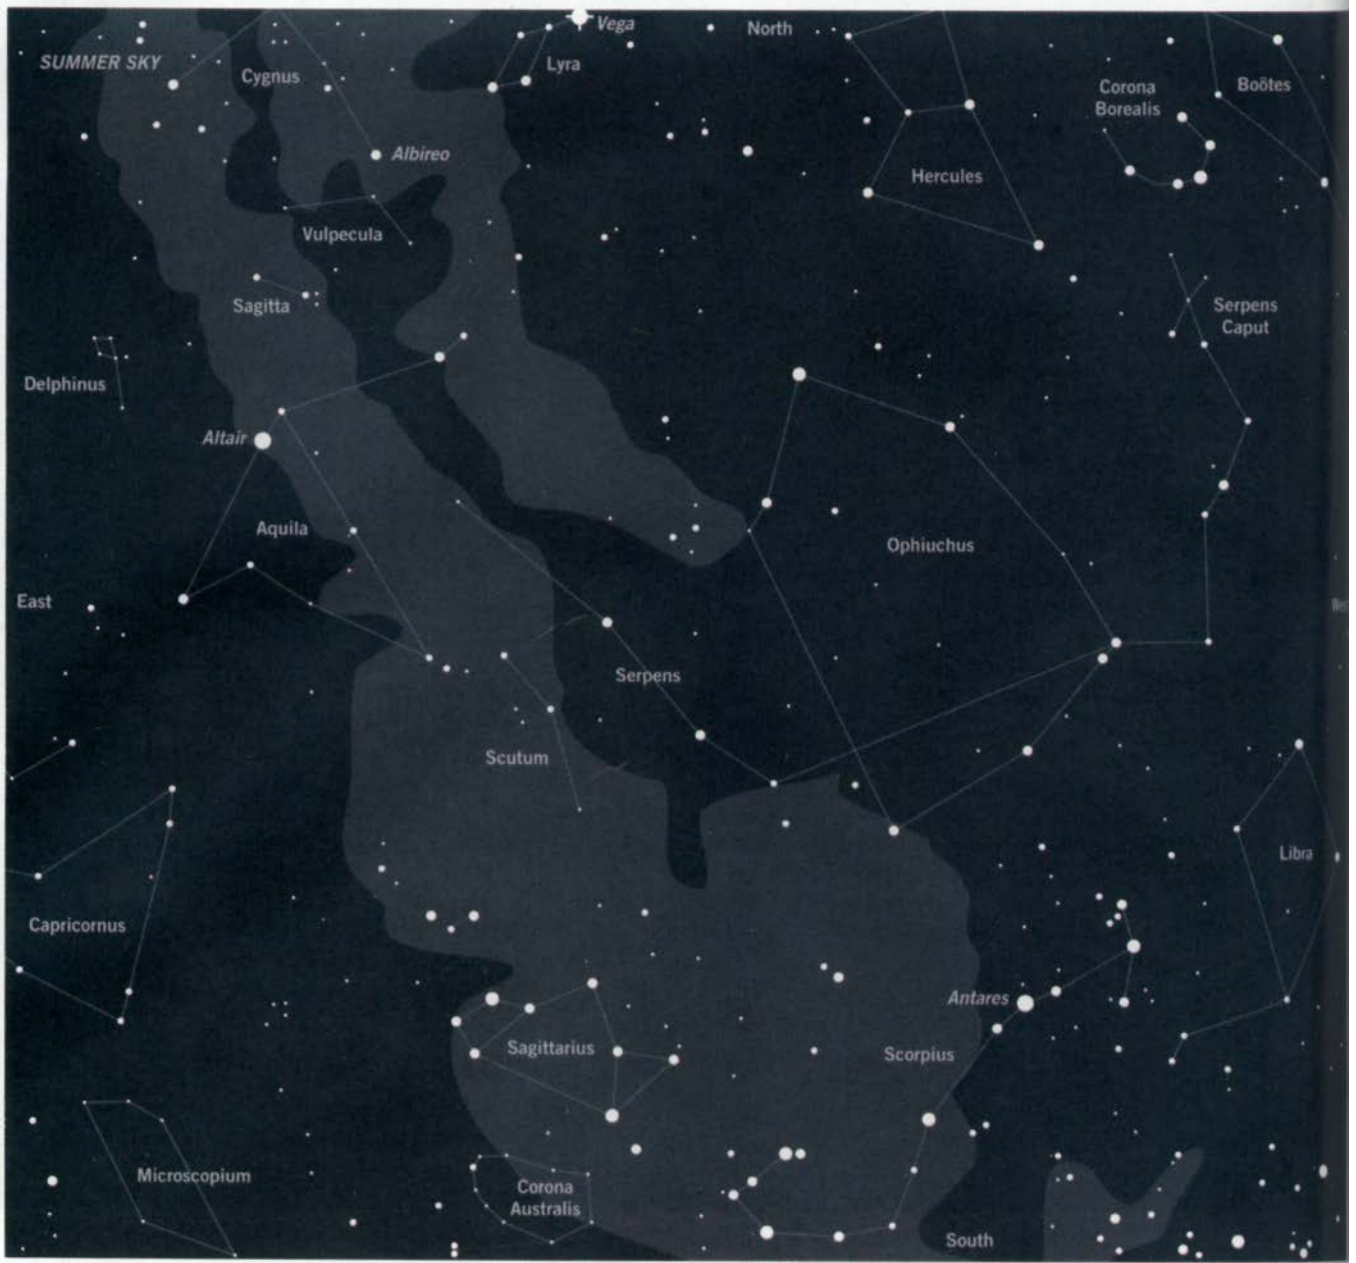 Vega
North
SUMMER SKY
Lyra
Cygnus
Boötes
Corona
Borealis
Albireo
Hercules
Vulpecula
Sagitta
Serpens
Caput
Delphinus
Altair
Aquila
Ophiuchus
East
Serpens
Scutum
Libra
Capricornus
Antares
Sagittarius
Scorpius
Microscopium
Corona
Australis
South